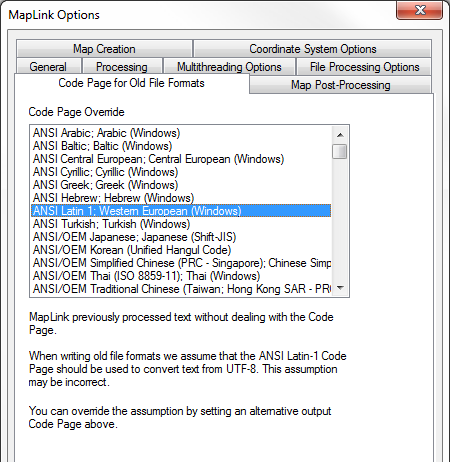 MapLink Options
Map Creation
Coordinate System Options
General
Processing
Multithreading Options
File Processing Options
Code Page for Old File Formats
Map Post-Processing
Code Page Override
ANSI Arabic; Arabic (Windows)
ANSI Baltic; Baltic (Windows)
ANSI Central European; Central European (Windows)
ANSI Cyrillic; Cyrillic (Windows)
ANSI Greek; Greek (Windows)
ANSI Hebrew; Hebrew (Windows)
ANSI Latin 1; Western European (Windows)
ANSI Turkish; Turkish (Windows)
ANSI/OEM Japanese; Japanese (Shift-JIS)
ANSI/OEM Korean (Unified Hangul Code)
ANSI/OEM Simplified Chinese (PRC - Singapore); Chinese Simp
ANSI/OEM Thai (ISO 8859-11); Thai (Windows)
ANSI/OEM Traditional Chinese (Taiwan; Hong Kong SAR - PRC
MapLink previously processed text without dealing with the Code
Page.
When writing old file formats we assume that the ANSI Latin-1 Code
Page should be used to convert text from UTF-8. This assumption
may be incorrect.
You can override the assumption by setting an alternative output
Code Page above.